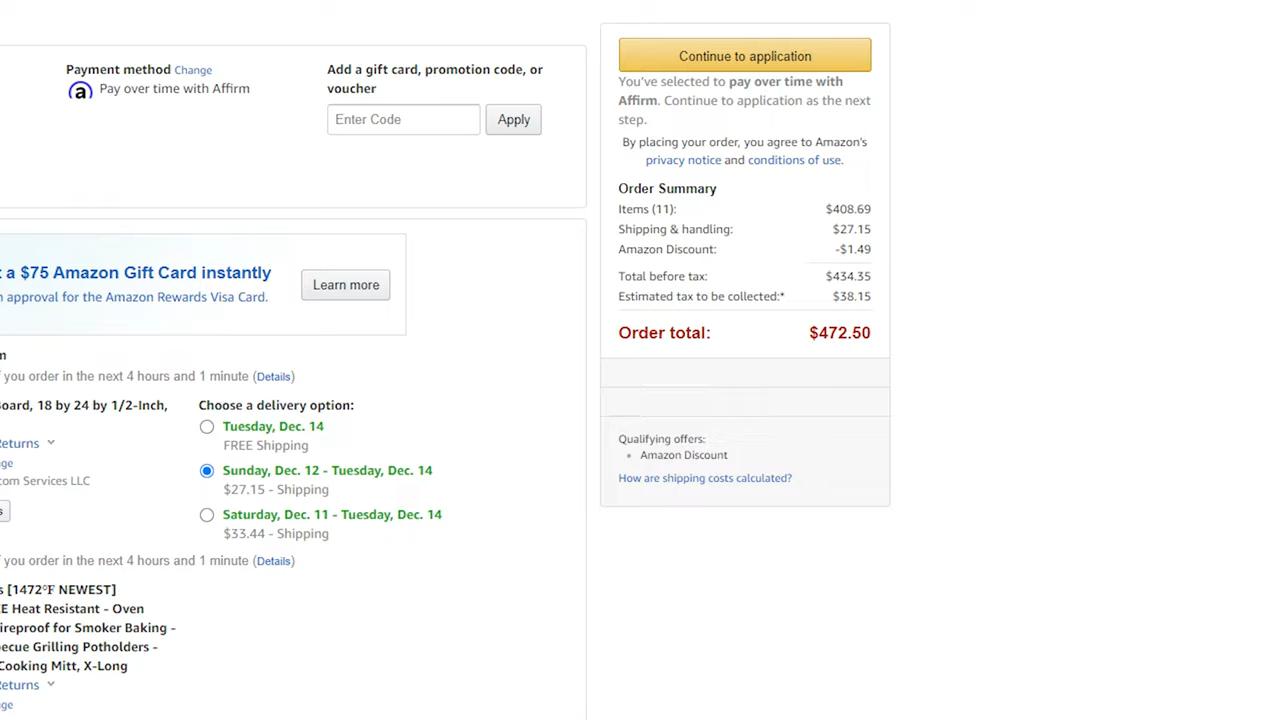 Payment method Change
a Pay over time with Affirm
Add a gift card, promotion code, or
voucher
Enter Code Apply
Continue to application
You've selected to pay over time with
Affirm. Continue to application as the next
step.
By placing your order, you agree to Amazon's
privacy notice and conditions of use.
Order Summary
Items (11): $408.69
Shipping & handling: $27.15
Amazon Discount: -$1.49
Total before tax: $434.35
Estimated tax to be collected:* $38.15
Order total: $472.50
Qualifying offers:
• Amazon Discount
How are shipping costs calculated?
a $75 Amazon Gift Card instantly
approval for the Amazon Rewards Visa Card.
Learn more
you order in the next 4 hours and 1 minute (Details)
oard, 18 by 24 by 1/2-Inch,
eturns
ge
com Services LLC
s
Choose a delivery option:
Tuesday, Dec. 14
FREE Shipping
Sunday, Dec. 12 - Tuesday, Dec. 14
$27.15 - Shipping
Saturday, Dec. 11 - Tuesday, Dec. 14
$33.44 - Shipping
you order in the next 4 hours and 1 minute (Details)
s [1472°F NEWEST]
E Heat Resistant - Oven
ireproof for Smoker Baking -
ecue Grilling Potholders -
Cooking Mitt, X-Long
eturns
ge